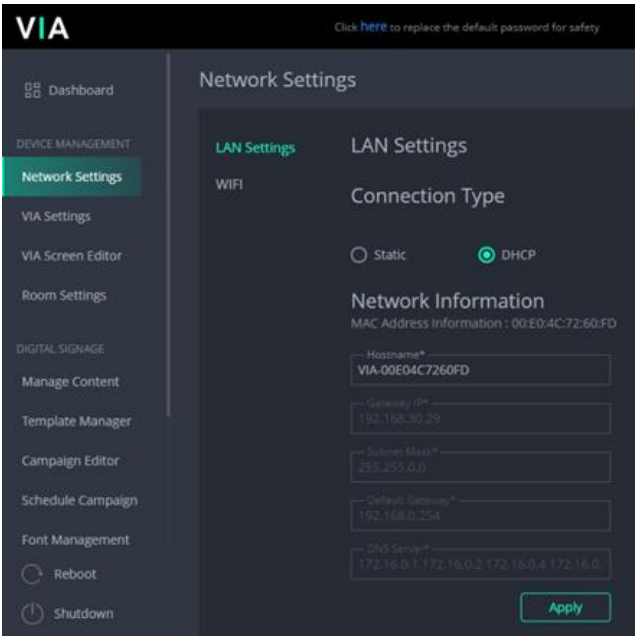 VIA
Click here to replace the default password for safety
Dashboard
DEVICE MANAGEMENT
Network Settings
VIA Settings
VIA Screen Editor
Room Settings
DIGITAL SIGNAGE
Manage Content
Template Manager
Campaign Editor
Schedule Campaign
Font Management
Reboot
Shutdown
Network Settings
LAN Settings
WIFI
LAN Settings
Connection Type
Static
DHCP
Network Information
MAC Address Information : 00:E0:4C:72:60:FD
Hostname*
VIA-00E04C7260FD
Gateway IP*
192.168.30.29
Subnet Mask*
255.255.0.0
Default Gateway*
192.168.0.254
DNS Server*
172.16.0.1 172.16.0.2 172.16.0.4 172.16.0.
Apply